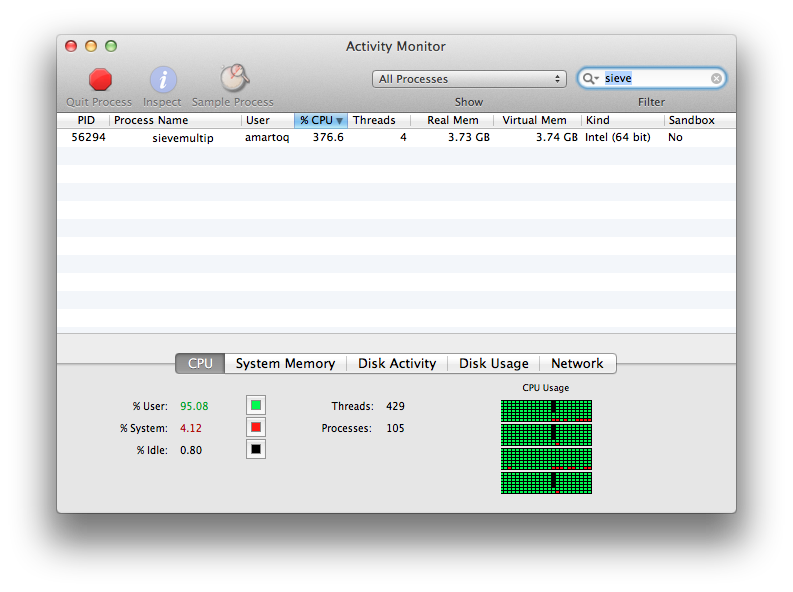 Activity Monitor
All Processes
sieve
Quit Process Inspect Sample Process Show Filter
PID Process Name User % CPU Threads Real Mem Virtual Mem Kind Sandbox
56294 sievemultip amartoq 376.6 4 3.73 GB 3.74 GB Intel (64 bit) No
CPU System Memory Disk Activity Disk Usage Network
CPU Usage
% User: 95.08 Threads: 429
% System: 4.12 Processes: 105
% Idle: 0.80